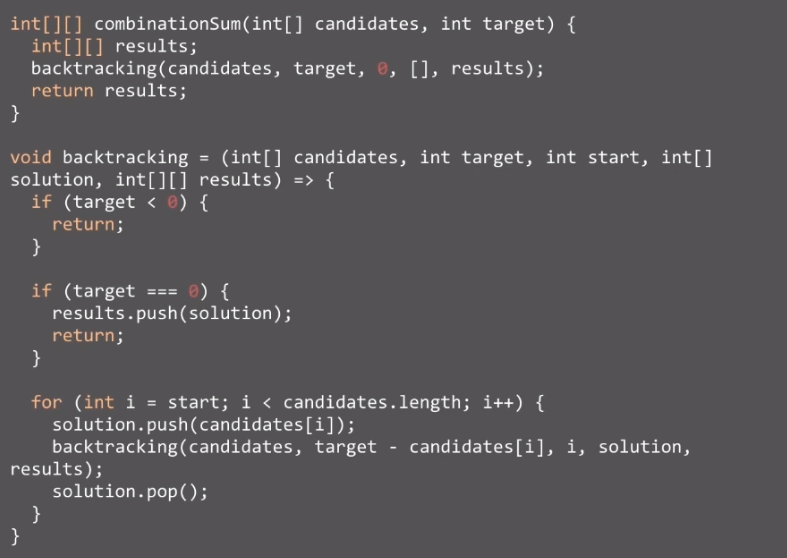 int[][] combinationSum(int[] candidates, int target) {
  int[][] results;
  backtracking(candidates, target, 0, [], results);
  return results;
}

void backtracking = (int[] candidates, int target, int start, int[]
solution, int[][] results) => {
  if (target < 0) {
    return;
  }

  if (target === 0) {
    results.push(solution);
    return;
  }

  for (int i = start; i < candidates.length; i++) {
    solution.push(candidates[i]);
    backtracking(candidates, target - candidates[i], i, solution,
results);
    solution.pop();
  }
}